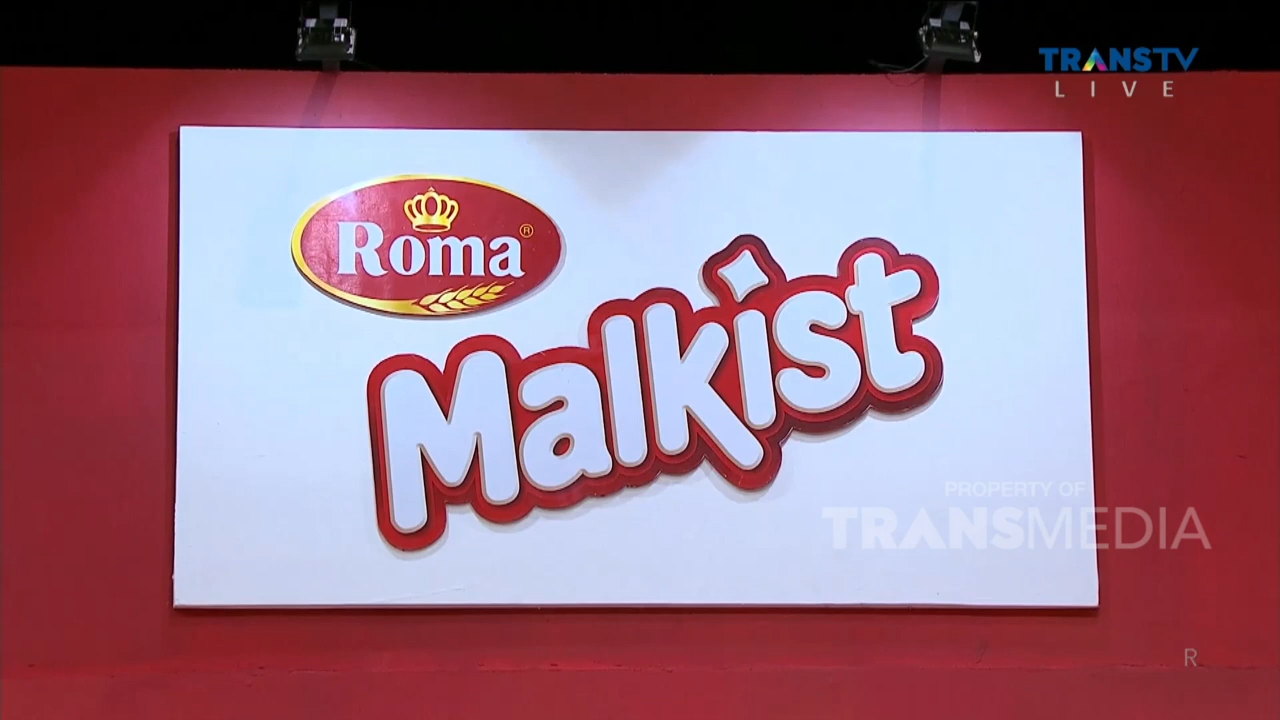 TRANSTV
LIVE
Roma®
Malkist
PROPERTY OF
TRANSMEDIA
R